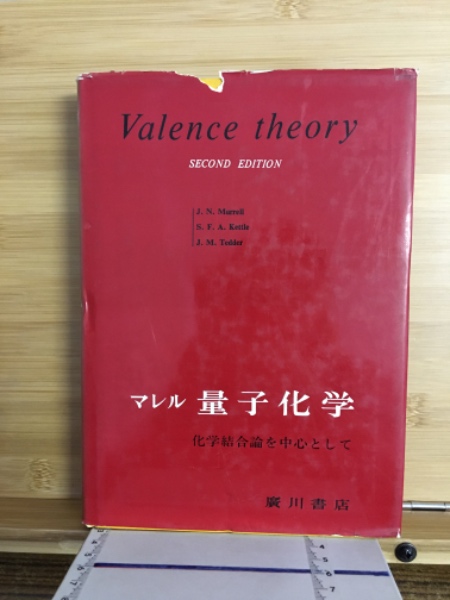 Valence theory
SECOND EDITION
J. N. Murrell
S. F. A. Kettle
J. M. Tedder
マレル 量子化学
化学結合論を中心として
廣川書店